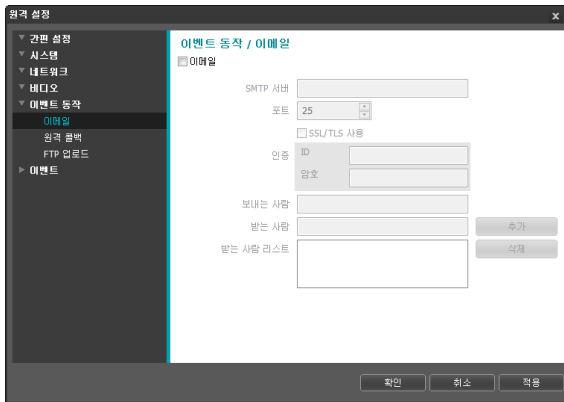 원격 설정
x
간편 설정
시스템
네트워크
비디오
이벤트 동작
이메일
원격 콜백
FTP 업로드
이벤트
이벤트 동작 / 이메일
이메일
SMTP 서버
포트 25
SSL/TLS 사용
인증 ID
암호
보내는 사람
받는 사람 추가
받는 사람 리스트 삭제
확인 취소 적용